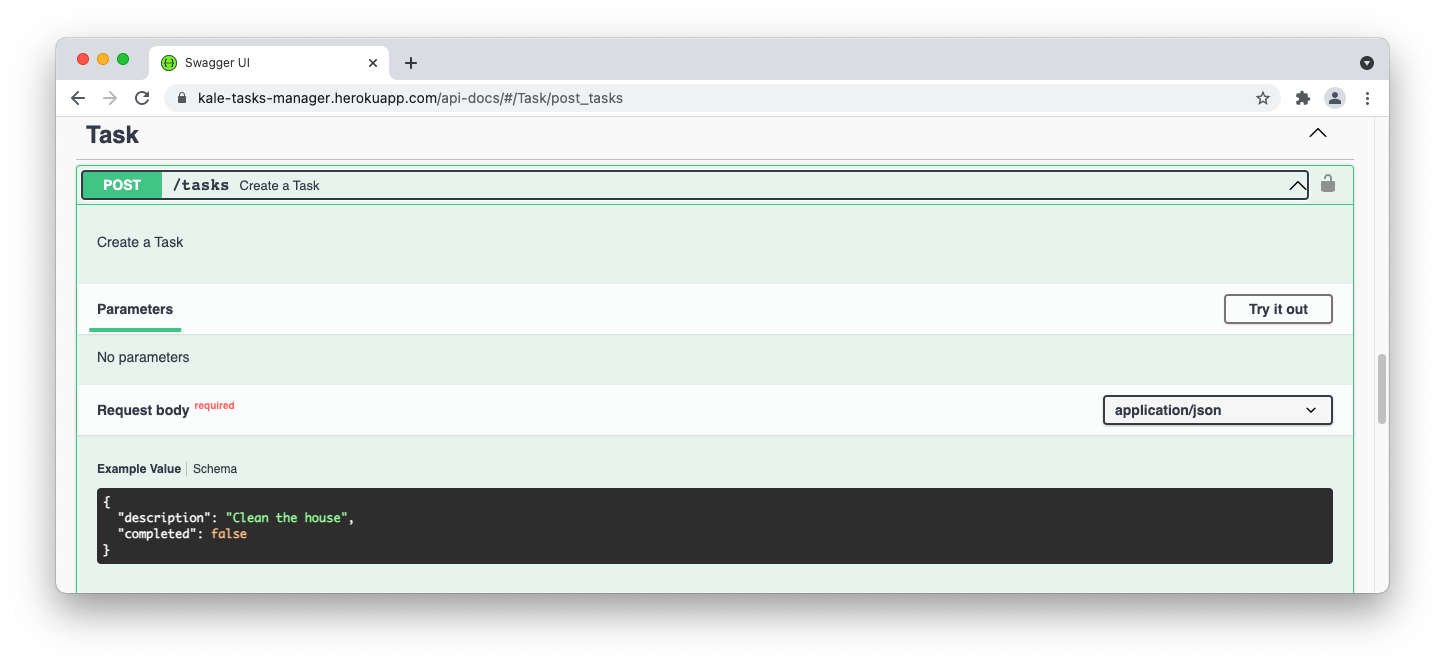 Swagger UI
kale-tasks-manager.herokuapp.com/api-docs/#/Task/post_tasks
Task
POST /tasks Create a Task
Create a Task
Parameters
Try it out
No parameters
Request body required
application/json
Example Value Schema
{
"description": "Clean the house",
"completed": false
}